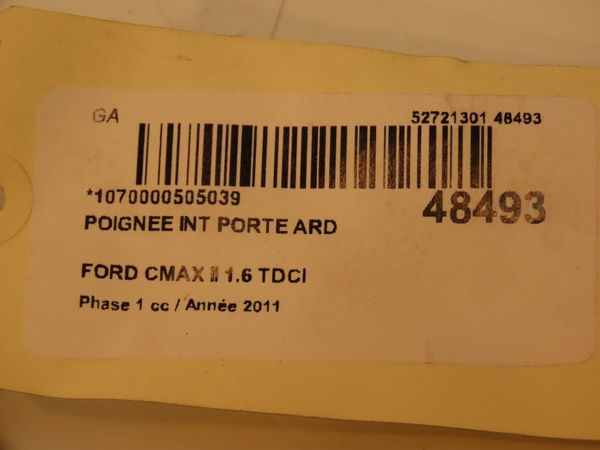 GA
52721301 48493
*1070000505039
48493
POIGNEE INT PORTE ARD
FORD CMAX II 1.6 TDCI
Phase 1 cc / Année 2011